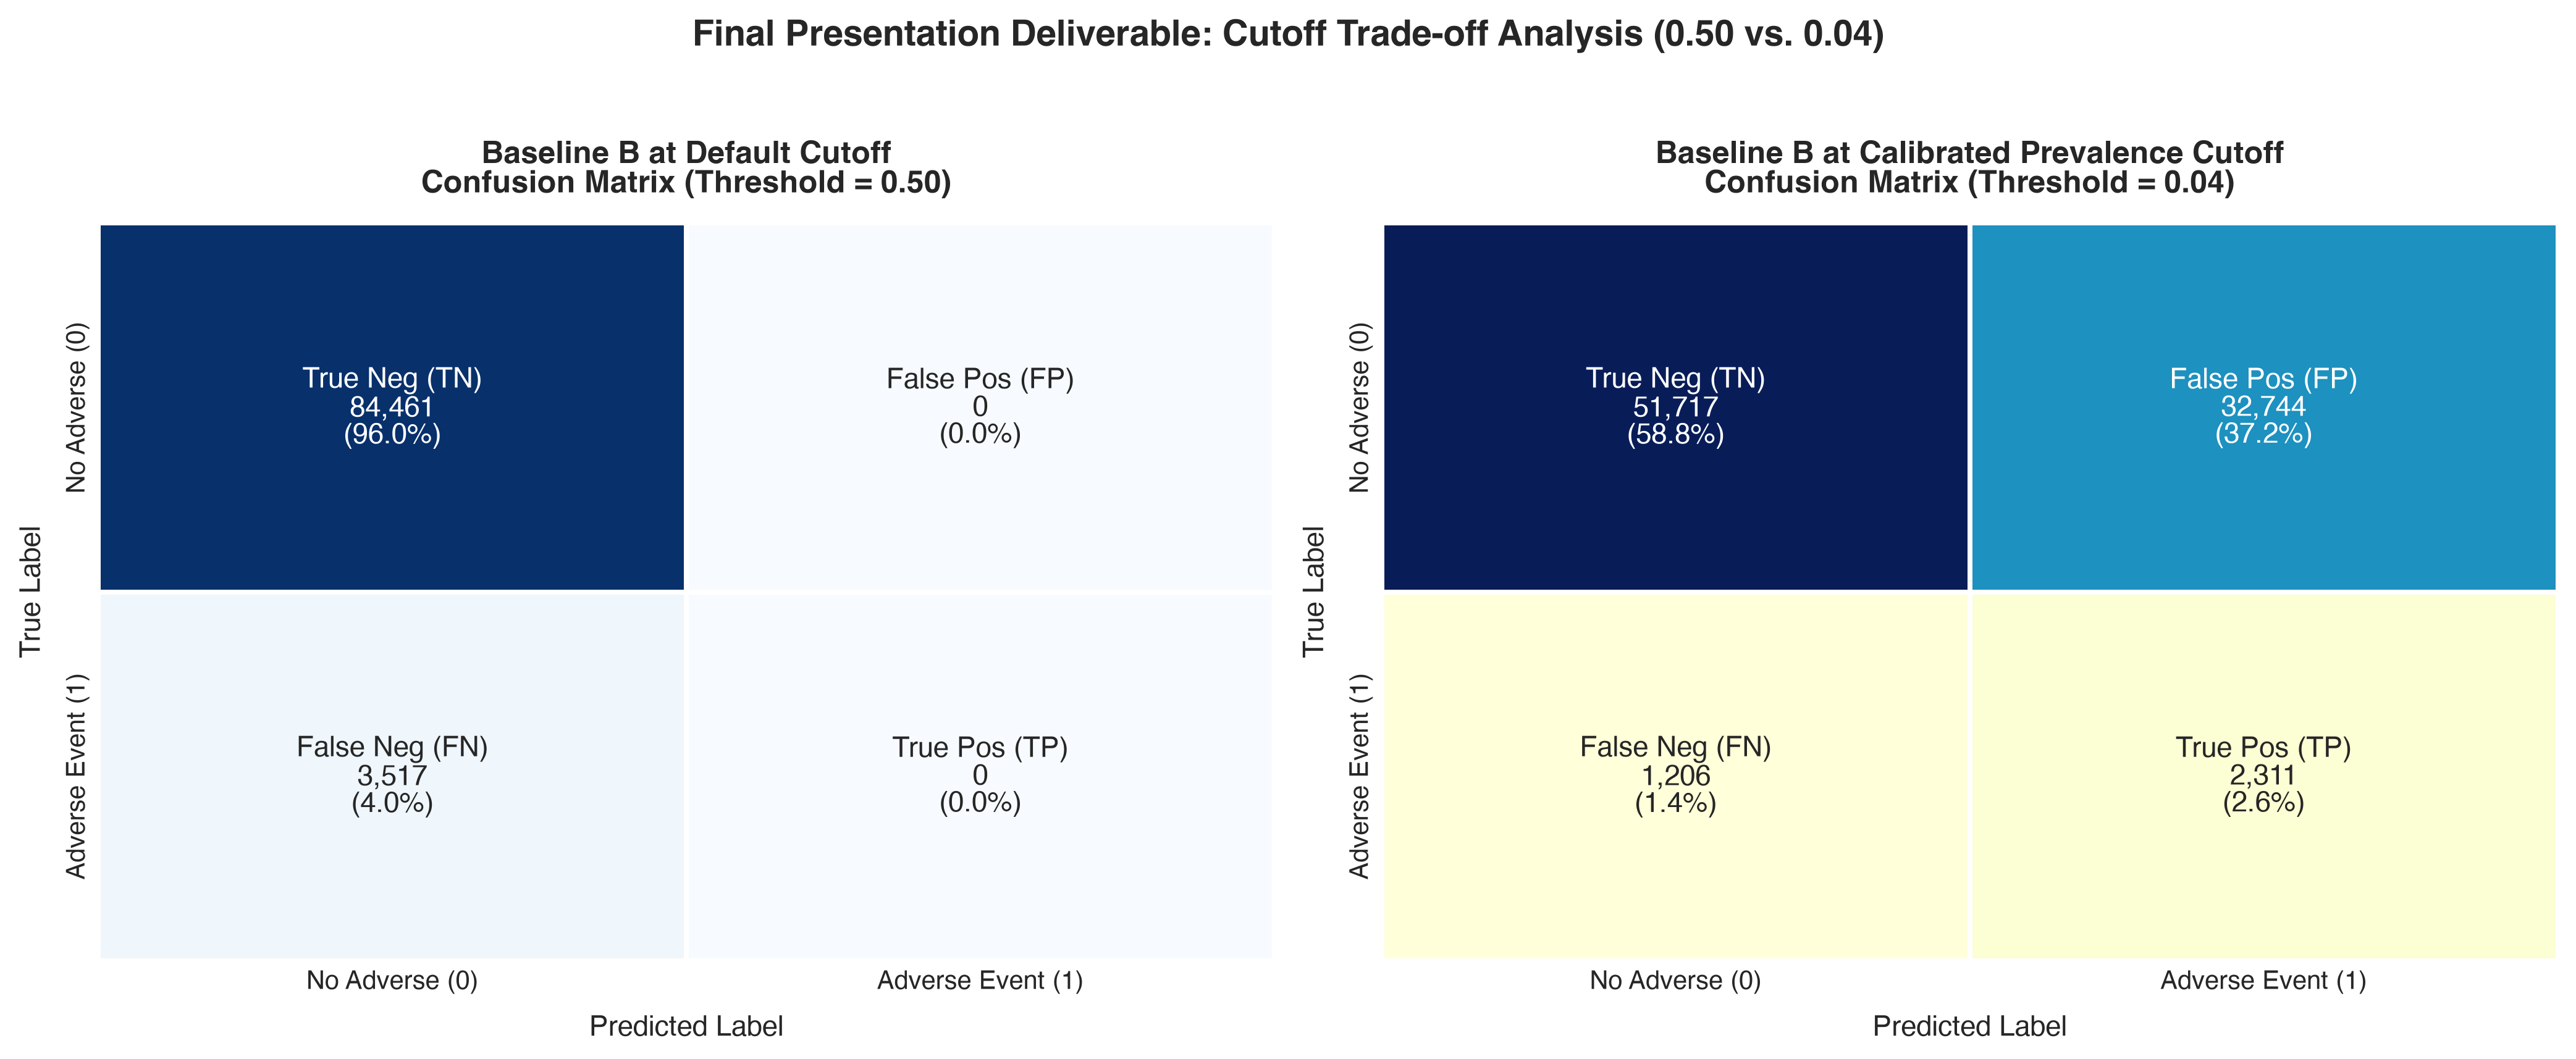 Final Presentation Deliverable: Cutoff Trade-off Analysis (0.50 vs. 0.04)
Baseline B at Default Cutoff
Confusion Matrix (Threshold = 0.50)
True Label
No Adverse (0)
Adverse Event (1)
True Neg (TN)
84,461
(96.0%)
False Pos (FP)
0
(0.0%)
False Neg (FN)
3,517
(4.0%)
True Pos (TP)
0
(0.0%)
No Adverse (0)
Adverse Event (1)
Predicted Label
Baseline B at Calibrated Prevalence Cutoff
Confusion Matrix (Threshold = 0.04)
True Label
No Adverse (0)
Adverse Event (1)
True Neg (TN)
51,717
(58.8%)
False Pos (FP)
32,744
(37.2%)
False Neg (FN)
1,206
(1.4%)
True Pos (TP)
2,311
(2.6%)
No Adverse (0)
Adverse Event (1)
Predicted Label